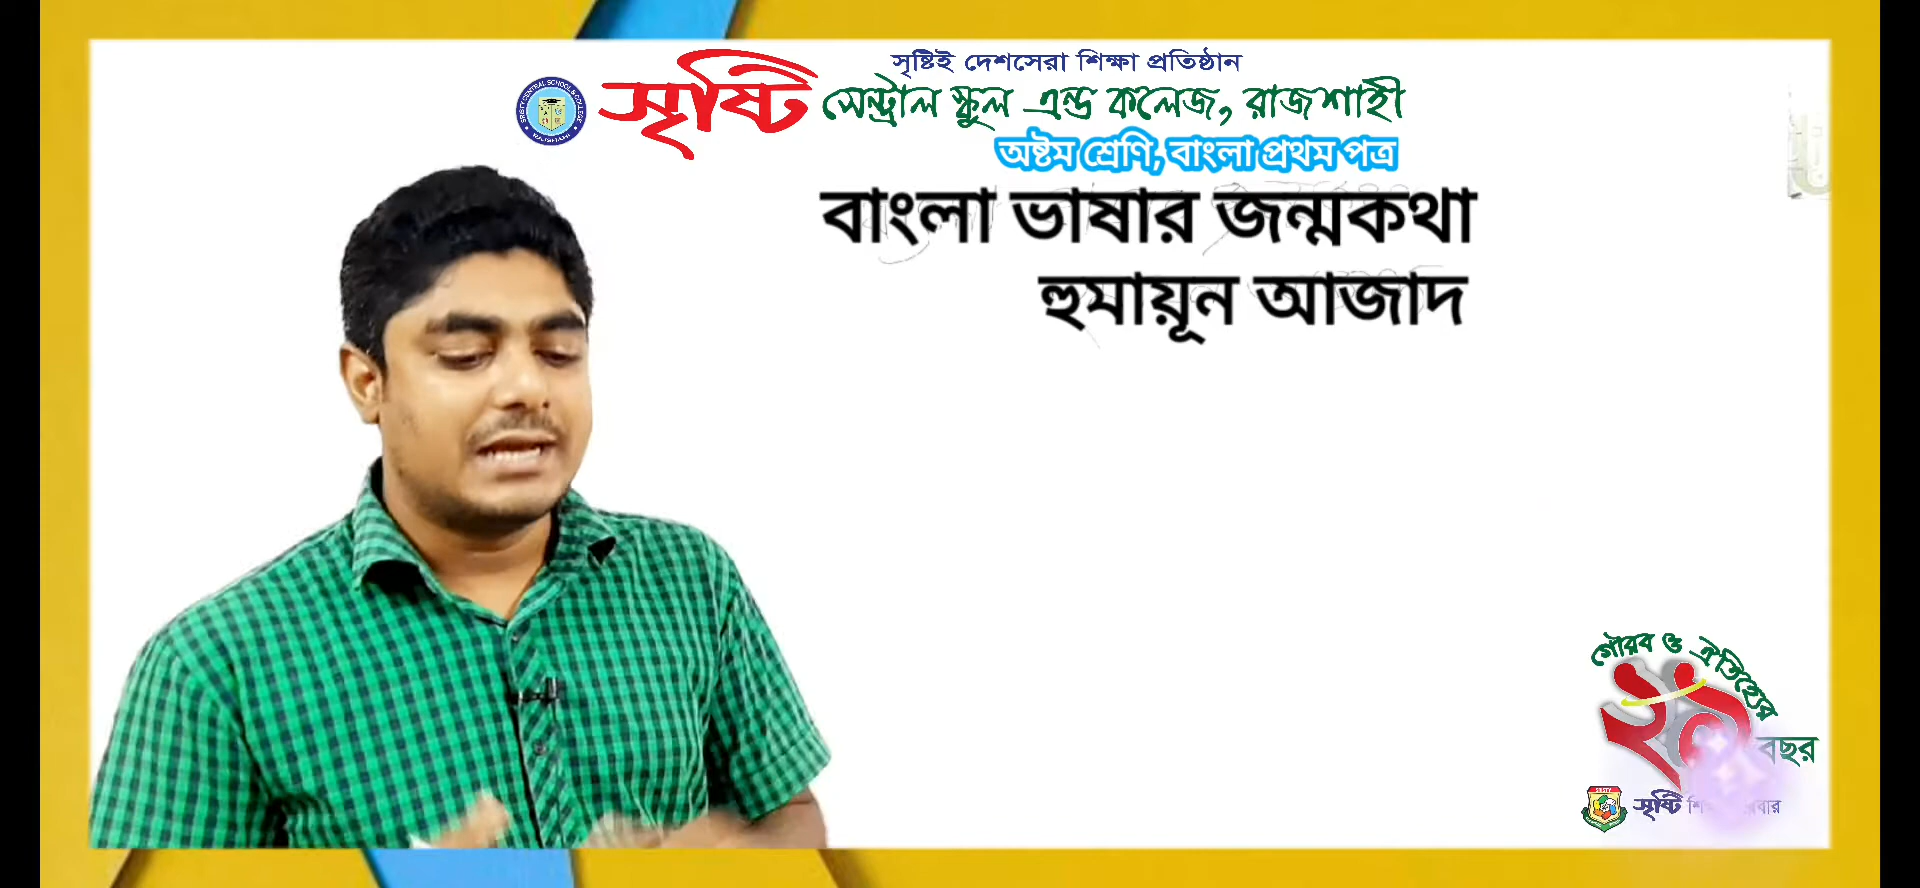 সৃষ্টিই দেশসেরা শিক্ষা প্রতিষ্ঠান
সৃষ্টি সেন্ট্রাল স্কুল এন্ড কলেজ, রাজশাহী
অষ্টম শ্রেণি, বাংলা প্রথম পত্র
বাংলা ভাষার জন্মকথা
হুমায়ূন আজাদ
গৌরব ও ঐতিহ্যের
বছর
সৃষ্টি